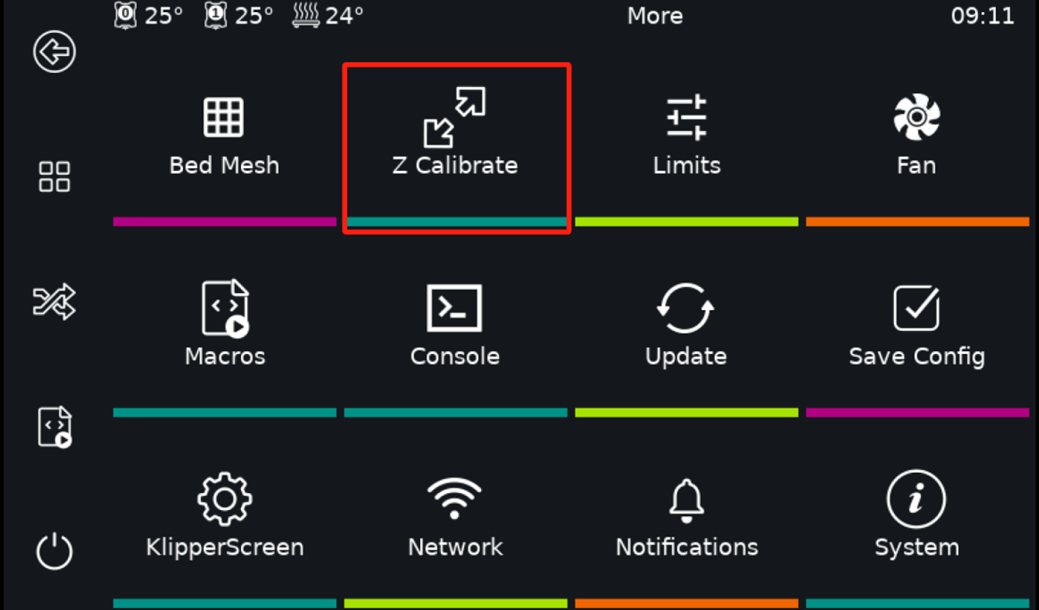 0 25° 1 25° 24° More 09:11
Bed Mesh Z Calibrate Limits Fan
Macros Console Update Save Config
KlipperScreen Network Notifications System